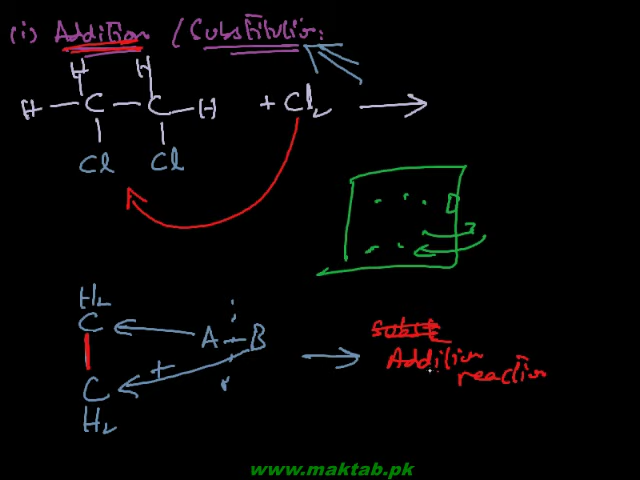 (i) Addition / Substitution:
H H
H — C — C — H + Cl₂ →
Cl Cl
H₂
C A – B →
+
C
H₂
Addition
reaction
www.maktab.pk